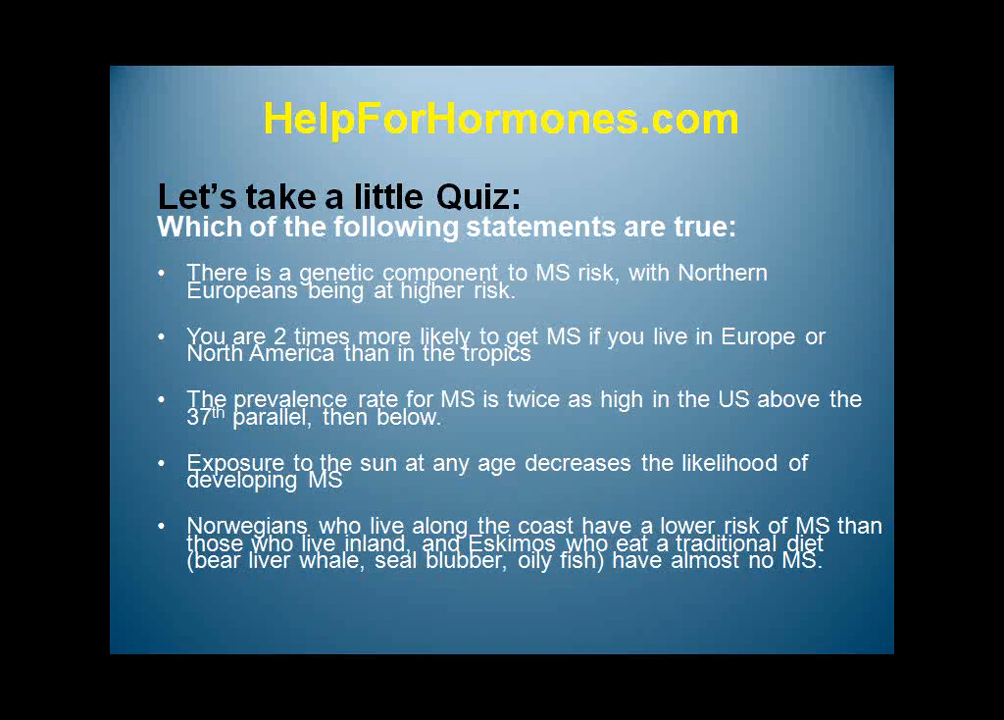 HelpForHormones.com
Let's take a little Quiz:
Which of the following statements are true:
• There is a genetic component to MS risk, with Northern
Europeans being at higher risk.
• You are 2 times more likely to get MS if you live in Europe or
North America than in the tropics
• The prevalence rate for MS is twice as high in the US above the
37th parallel, then below.
• Exposure to the sun at any age decreases the likelihood of
developing MS
• Norwegians who live along the coast have a lower risk of MS than
those who live inland, and Eskimos who eat a traditional diet
(bear liver whale, seal blubber, oily fish) have almost no MS.